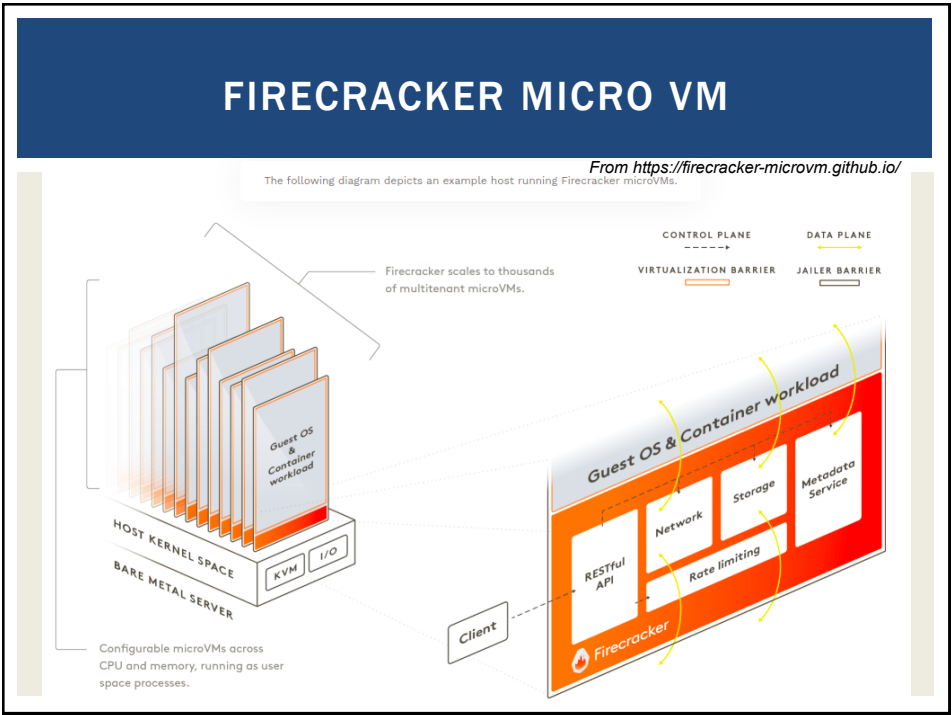 FIRECRACKER MICRO VM
From https://firecracker-microvm.github.io/
The following diagram depicts an example host running Firecracker microVMs.
CONTROL PLANE
DATA PLANE
VIRTUALIZATION BARRIER
JAILER BARRIER
Firecracker scales to thousands
of multitenant microVMs.
Guest OS
&
Container
workload
HOST KERNEL SPACE
KVM
I/O
BARE METAL SERVER
Configurable microVMs across
CPU and memory, running as user
space processes.
Guest OS & Container workload
RESTful
API
Network
Storage
Metadata
Service
Rate limiting
Client
Firecracker